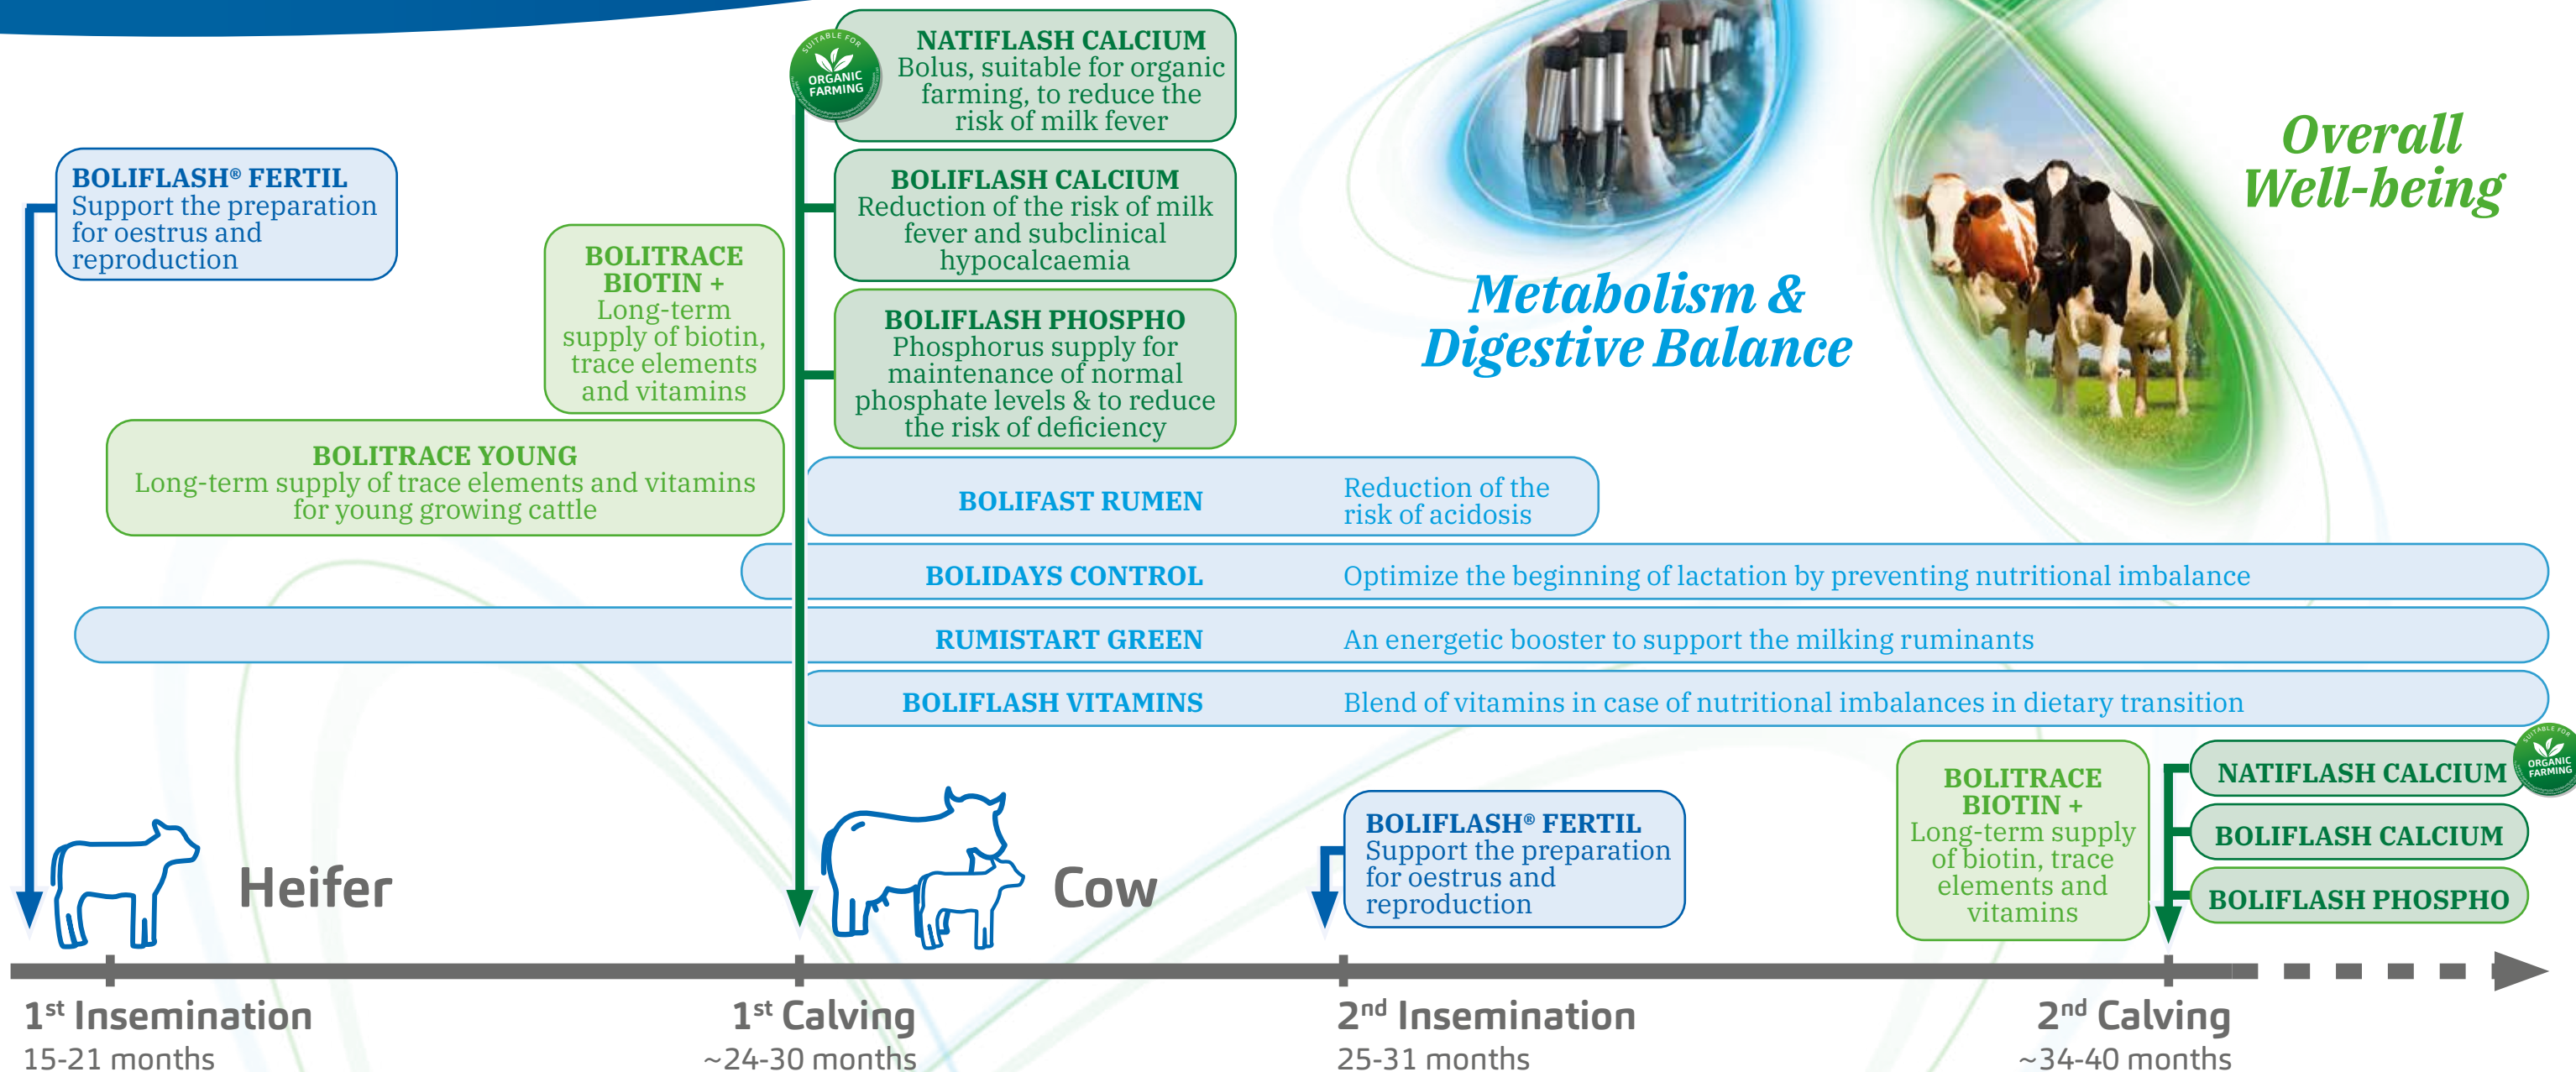 SUITABLE FOR
ORGANIC
FARMING
NATIFLASH CALCIUM
Bolus, suitable for organic
farming, to reduce the
risk of milk fever
BOLIFLASH® FERTIL
Support the preparation
for oestrus and
reproduction
BOLIFLASH CALCIUM
Reduction of the risk of milk
fever and subclinical
hypocalcaemia
BOLITRACE
BIOTIN +
Long-term
supply of biotin,
trace elements
and vitamins
BOLIFLASH PHOSPHO
Phosphorus supply for
maintenance of normal
phosphate levels & to reduce
the risk of deficiency
Metabolism &
Digestive Balance
Overall
Well-being
BOLITRACE YOUNG
Long-term supply of trace elements and vitamins
for young growing cattle
BOLIFAST RUMEN
Reduction of the
risk of acidosis
BOLIDAYS CONTROL
Optimize the beginning of lactation by preventing nutritional imbalance
RUMISTART GREEN
An energetic booster to support the milking ruminants
BOLIFLASH VITAMINS
Blend of vitamins in case of nutritional imbalances in dietary transition
Heifer
Cow
BOLIFLASH® FERTIL
Support the preparation
for oestrus and
reproduction
BOLITRACE
BIOTIN +
Long-term supply
of biotin, trace
elements and
vitamins
NATIFLASH CALCIUM
SUITABLE FOR
ORGANIC
FARMING
BOLIFLASH CALCIUM
BOLIFLASH PHOSPHO
1st Insemination
15-21 months
1st Calving
~24-30 months
2nd Insemination
25-31 months
2nd Calving
~34-40 months